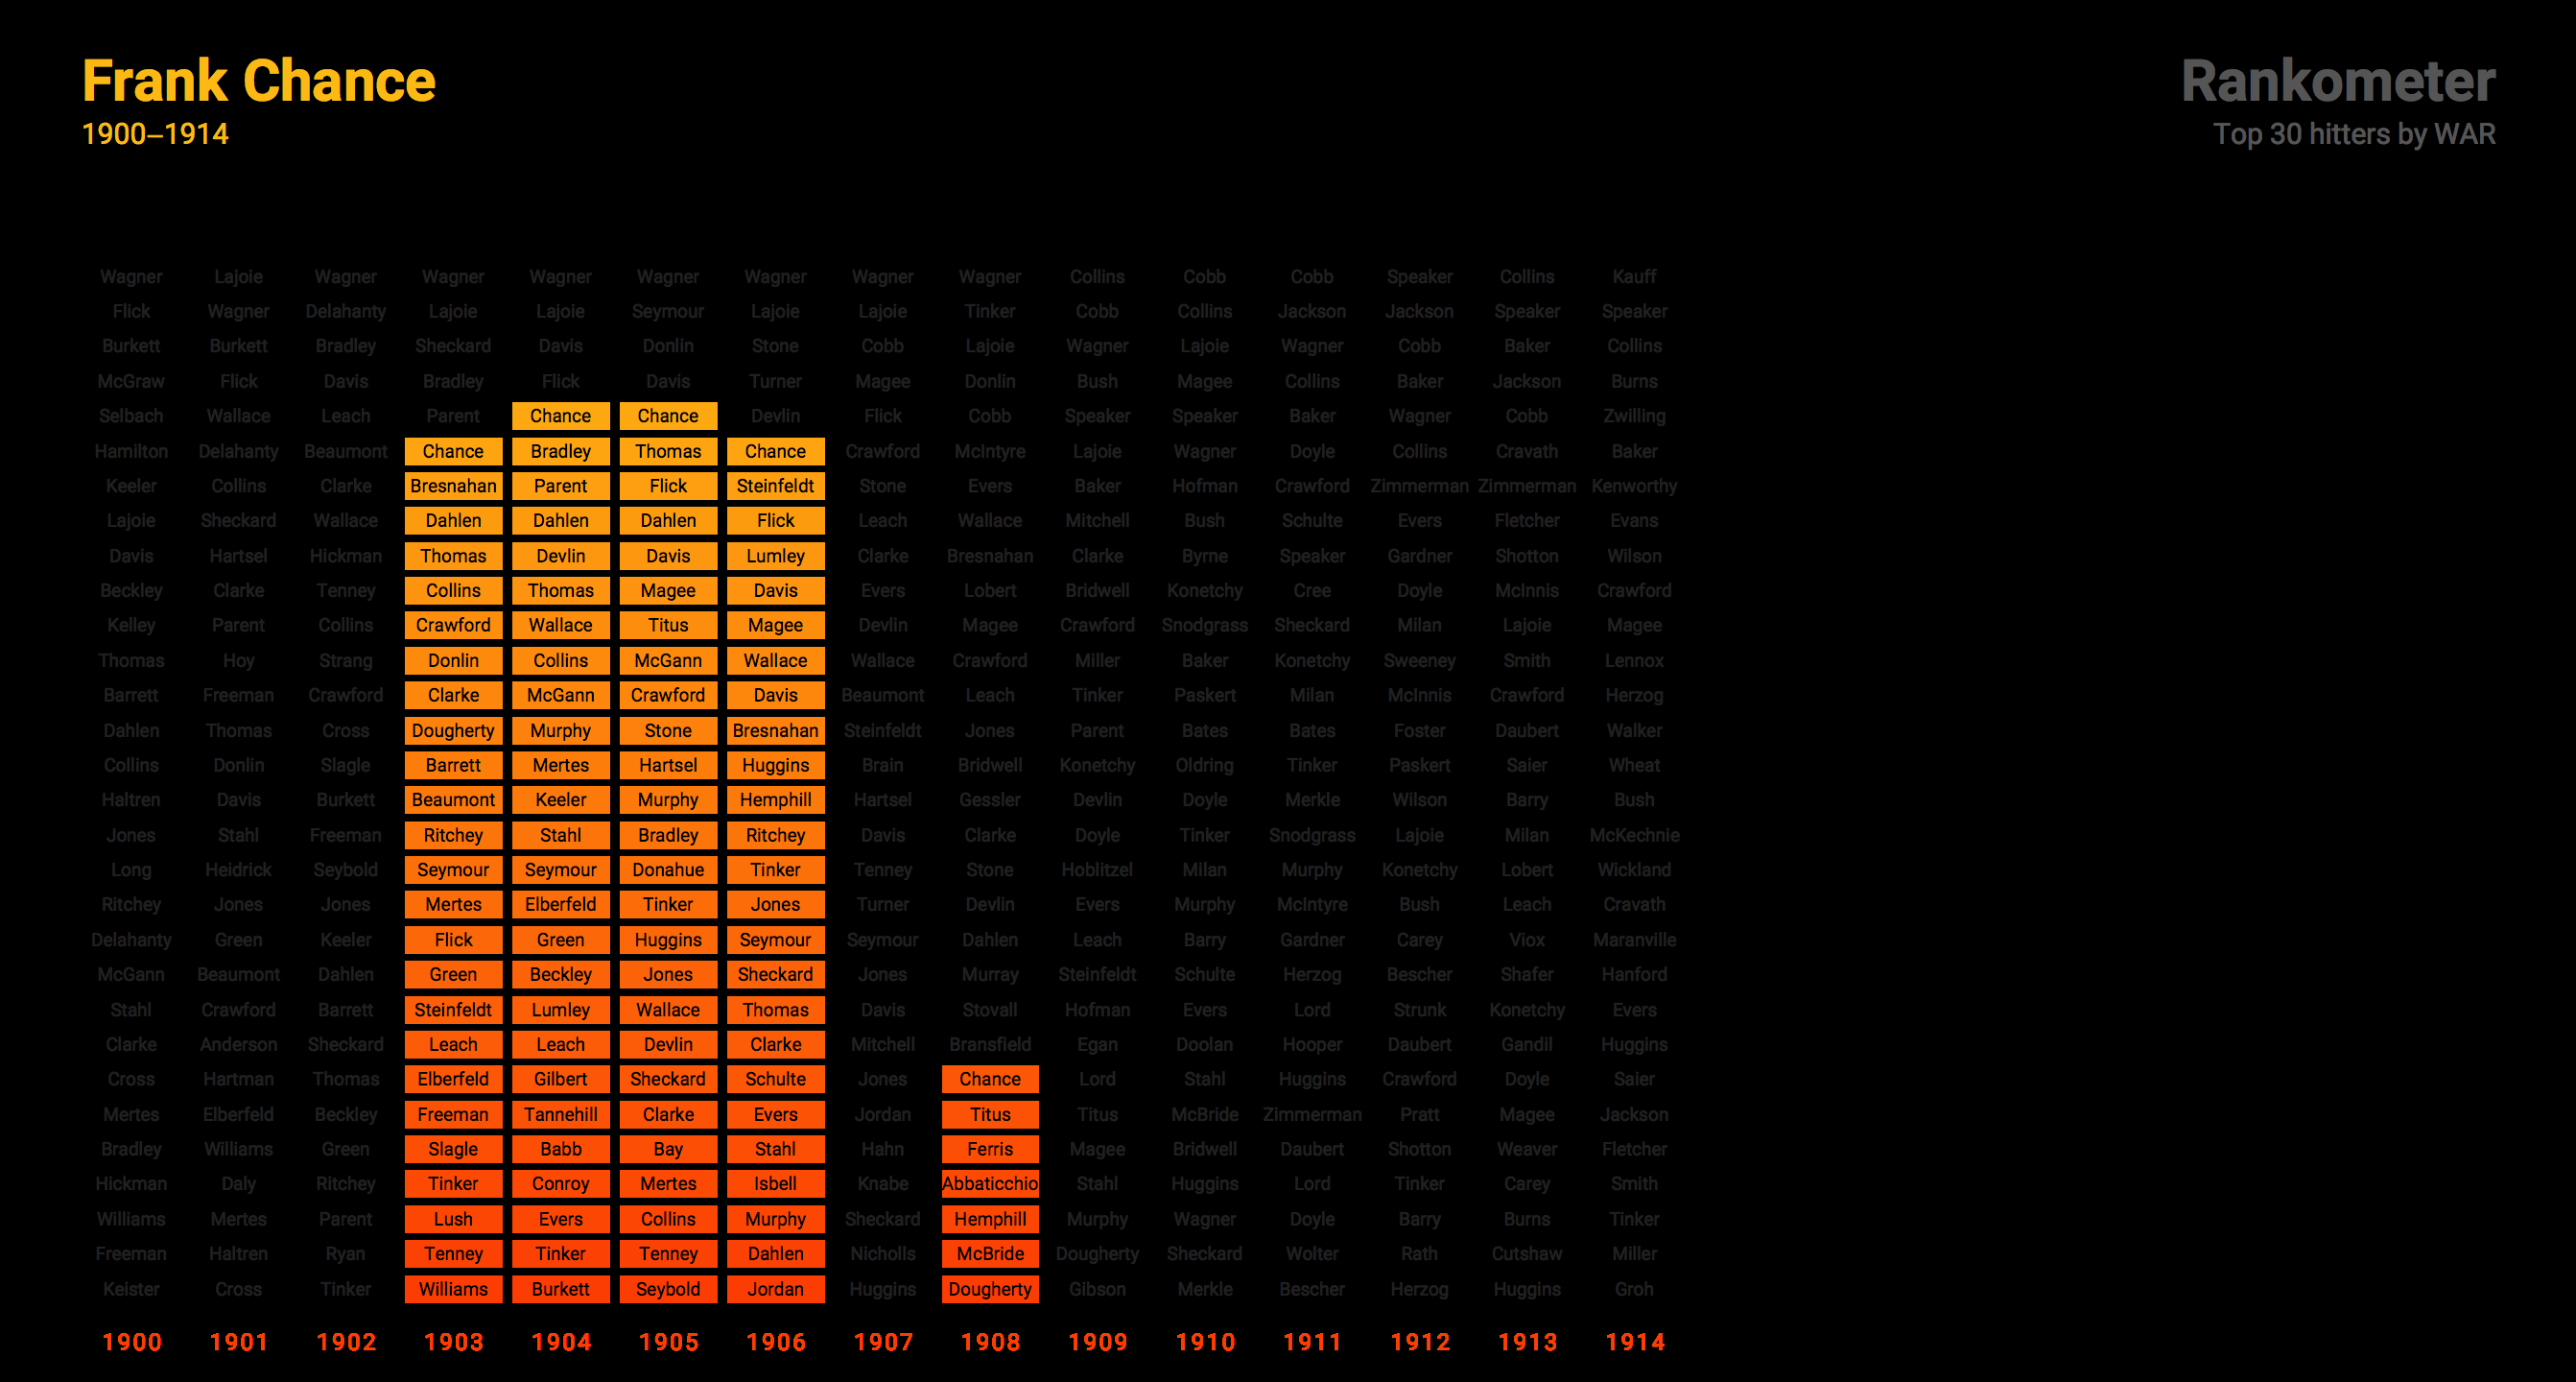 Frank Chance
1900–1914
Rankometer
Top 30 hitters by WAR
Wagner Lajoie Wagner Wagner Wagner Wagner Wagner Wagner Wagner Collins Cobb Cobb Speaker Collins Kauff
Flick Wagner Delahanty Lajoie Lajoie Seymour Lajoie Lajoie Tinker Cobb Collins Jackson Jackson Speaker Speaker
Burkett Burkett Bradley Sheckard Davis Donlin Stone Cobb Lajoie Wagner Lajoie Wagner Cobb Baker Collins
McGraw Flick Davis Bradley Flick Davis Turner Magee Donlin Bush Magee Collins Baker Jackson Burns
Selbach Wallace Leach Parent Chance Chance Devlin Flick Cobb Speaker Speaker Baker Wagner Cobb Zwilling
Hamilton Delahanty Beaumont Chance Bradley Thomas Chance Crawford McIntyre Lajoie Wagner Doyle Collins Cravath Baker
Keeler Collins Clarke Bresnahan Parent Flick Steinfeldt Stone Evers Baker Hofman Crawford Zimmerman Zimmerman Kenworthy
Lajoie Sheckard Wallace Dahlen Dahlen Dahlen Flick Leach Wallace Mitchell Bush Schulte Evers Fletcher Evans
Davis Hartsel Hickman Thomas Devlin Davis Lumley Clarke Bresnahan Clarke Byrne Speaker Gardner Shotton Wilson
Beckley Clarke Tenney Collins Thomas Magee Davis Evers Lobert Bridwell Konetchy Cree Doyle McInnis Crawford
Kelley Parent Collins Crawford Wallace Titus Magee Devlin Magee Crawford Snodgrass Sheckard Milan Lajoie Magee
Thomas Hoy Strang Donlin Collins McGann Wallace Wallace Crawford Miller Baker Konetchy Sweeney Smith Lennox
Barrett Freeman Crawford Clarke McGann Crawford Davis Beaumont Leach Tinker Paskert Milan McInnis Crawford Herzog
Dahlen Thomas Cross Dougherty Murphy Stone Bresnahan Steinfeldt Jones Parent Bates Bates Foster Daubert Walker
Collins Donlin Slagle Barrett Mertes Hartsel Huggins Brain Bridwell Konetchy Oldring Tinker Paskert Saier Wheat
Haltren Davis Burkett Beaumont Keeler Murphy Hemphill Hartsel Gessler Devlin Doyle Merkle Wilson Barry Bush
Jones Stahl Freeman Ritchey Stahl Bradley Ritchey Davis Clarke Doyle Tinker Snodgrass Lajoie Milan McKechnie
Long Heidrick Seybold Seymour Seymour Donahue Tinker Tenney Stone Hoblitzel Milan Murphy Konetchy Lobert Wickland
Ritchey Jones Jones Mertes Elberfeld Tinker Jones Turner Devlin Evers Murphy McIntyre Bush Leach Cravath
Delahanty Green Keeler Flick Green Huggins Seymour Seymour Dahlen Leach Barry Gardner Carey Viox Maranville
McGann Beaumont Dahlen Green Beckley Jones Sheckard Jones Murray Steinfeldt Schulte Herzog Bescher Shafer Hanford
Stahl Crawford Barrett Steinfeldt Lumley Wallace Thomas Davis Stovall Hofman Evers Lord Strunk Konetchy Evers
Clarke Anderson Sheckard Leach Leach Devlin Clarke Mitchell Bransfield Egan Doolan Hooper Daubert Gandil Huggins
Cross Hartman Thomas Elberfeld Gilbert Sheckard Schulte Jones Chance Lord Stahl Huggins Crawford Doyle Saier
Mertes Elberfeld Beckley Freeman Tannehill Clarke Evers Jordan Titus Titus McBride Zimmerman Pratt Magee Jackson
Bradley Williams Green Slagle Babb Bay Stahl Hahn Ferris Magee Bridwell Daubert Shotton Weaver Fletcher
Hickman Daly Ritchey Tinker Conroy Mertes Isbell Knabe Abbaticchio Stahl Huggins Lord Tinker Carey Smith
Williams Mertes Parent Lush Evers Collins Murphy Sheckard Hemphill Murphy Wagner Doyle Barry Burns Tinker
Freeman Haltren Ryan Tenney Tinker Tenney Dahlen Nicholls McBride Dougherty Sheckard Wolter Rath Cutshaw Miller
Keister Cross Tinker Williams Burkett Seybold Jordan Huggins Dougherty Gibson Merkle Bescher Herzog Huggins Groh
1900 1901 1902 1903 1904 1905 1906 1907 1908 1909 1910 1911 1912 1913 1914